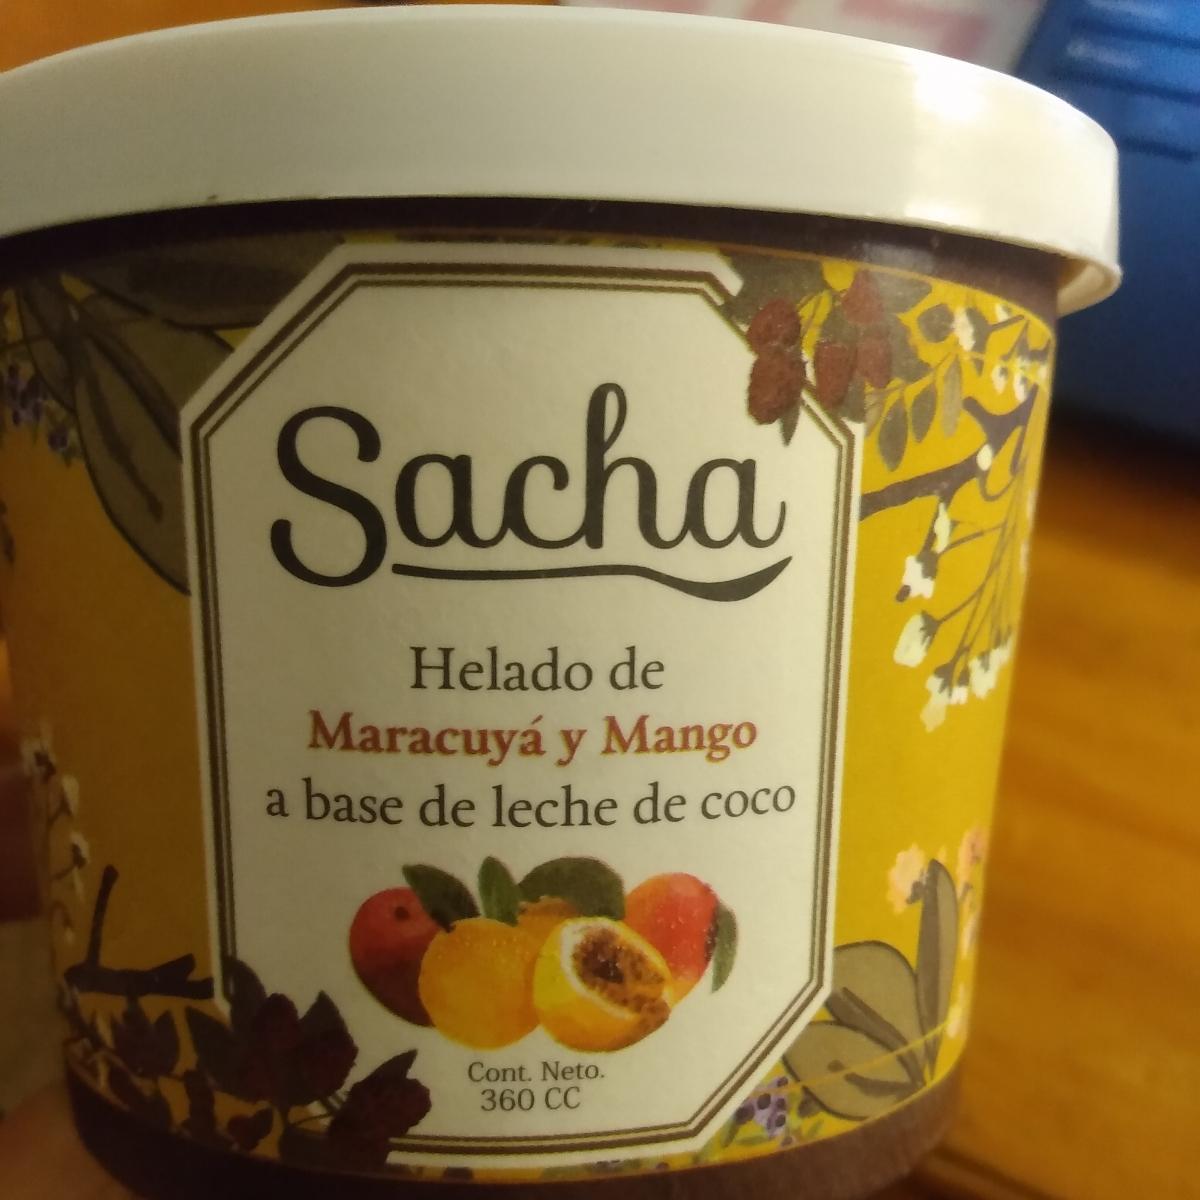 Sacha
Helado de
Maracuyá y Mango
a base de leche de coco
Cont. Neto.
360 CC